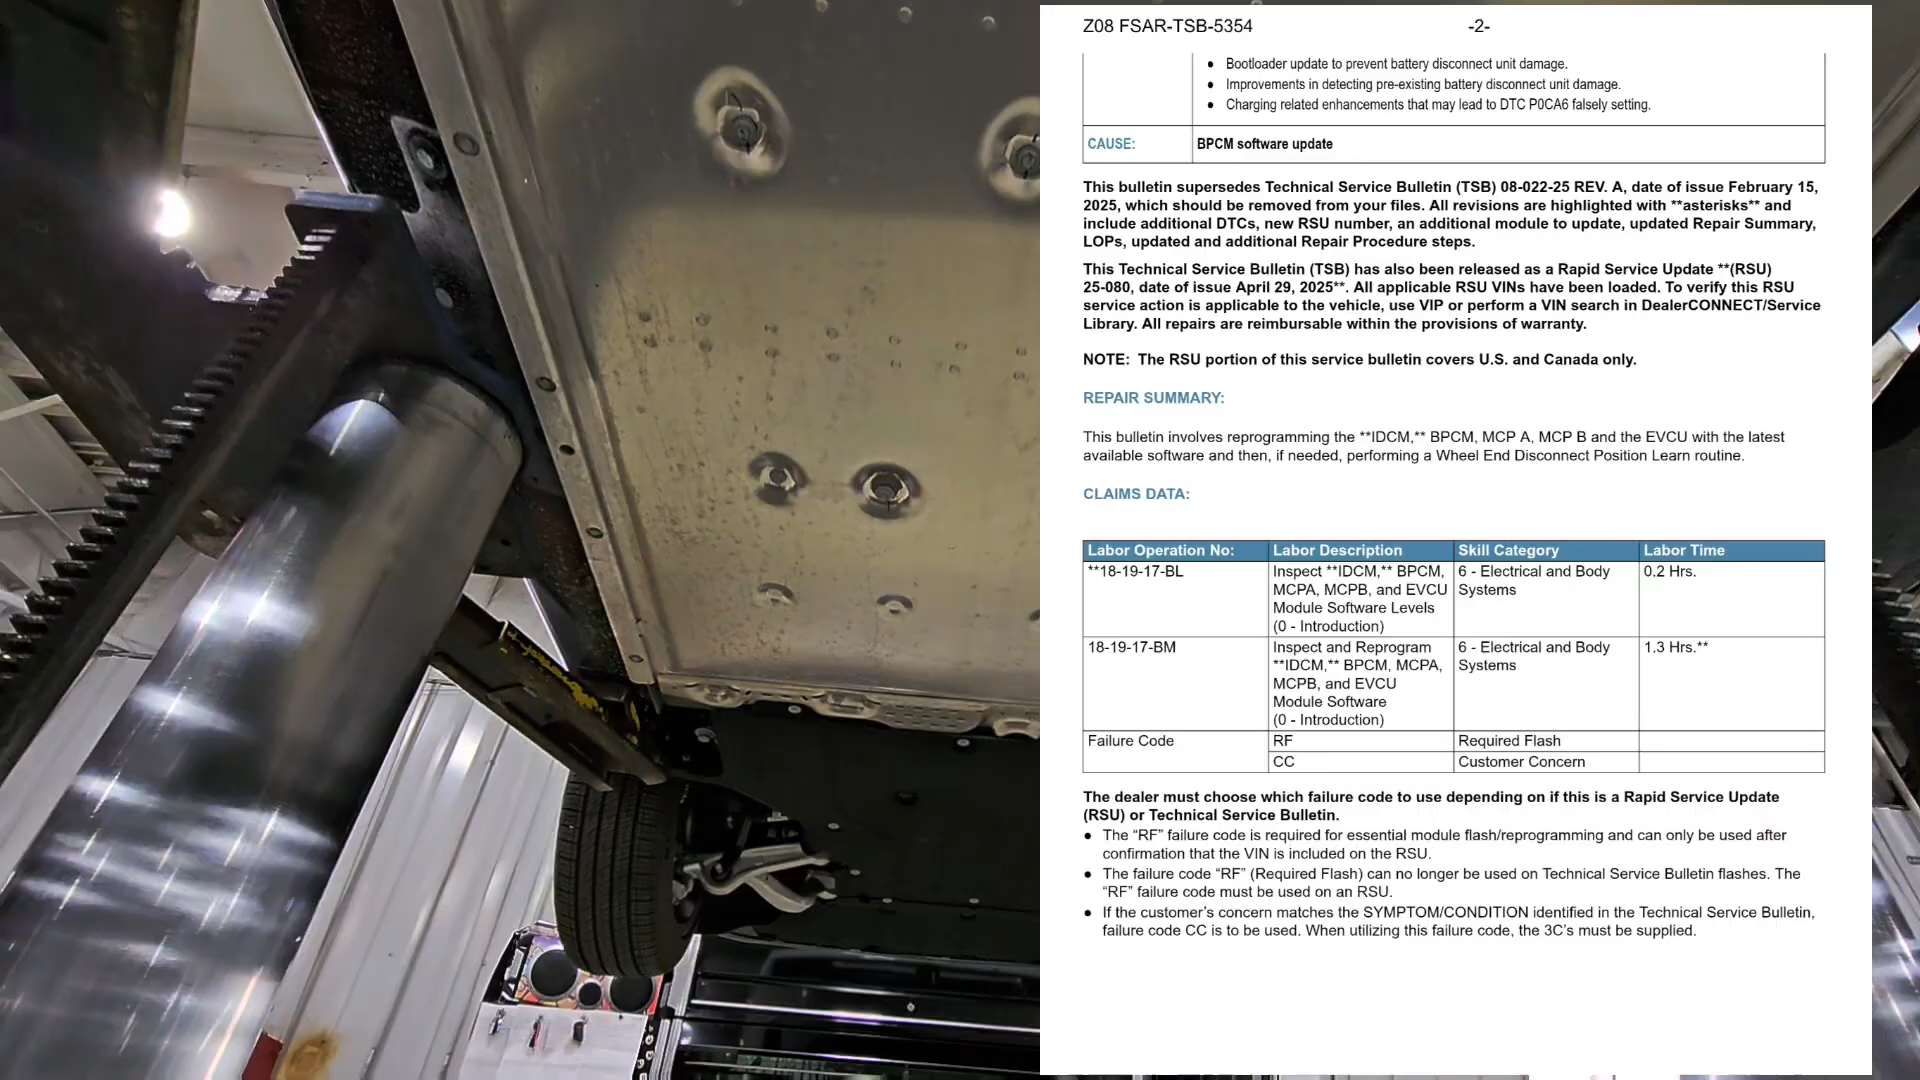 Z08 FSAR-TSB-5354 -2-
● Bootloader update to prevent battery disconnect unit damage.
● Improvements in detecting pre-existing battery disconnect unit damage.
● Charging related enhancements that may lead to DTC P0CA6 falsely setting.
CAUSE: BPCM software update
This bulletin supersedes Technical Service Bulletin (TSB) 08-022-25 REV. A, date of issue February 15,
2025, which should be removed from your files. All revisions are highlighted with **asterisks** and
include additional DTCs, new RSU number, an additional module to update, updated Repair Summary,
LOPs, updated and additional Repair Procedure steps.
This Technical Service Bulletin (TSB) has also been released as a Rapid Service Update **(RSU)
25-080, date of issue April 29, 2025**. All applicable RSU VINs have been loaded. To verify this RSU
service action is applicable to the vehicle, use VIP or perform a VIN search in DealerCONNECT/Service
Library. All repairs are reimbursable within the provisions of warranty.
NOTE: The RSU portion of this service bulletin covers U.S. and Canada only.
REPAIR SUMMARY:
This bulletin involves reprogramming the **IDCM,** BPCM, MCP A, MCP B and the EVCU with the latest
available software and then, if needed, performing a Wheel End Disconnect Position Learn routine.
CLAIMS DATA:
Labor Operation No: Labor Description Skill Category Labor Time
**18-19-17-BL Inspect **IDCM,** BPCM, 6 - Electrical and Body 0.2 Hrs.
MCPA, MCPB, and EVCU Systems
Module Software Levels
(0 - Introduction)
18-19-17-BM Inspect and Reprogram 6 - Electrical and Body 1.3 Hrs.**
**IDCM,** BPCM, MCPA, Systems
MCPB, and EVCU
Module Software
(0 - Introduction)
Failure Code RF Required Flash
CC Customer Concern
The dealer must choose which failure code to use depending on if this is a Rapid Service Update
(RSU) or Technical Service Bulletin.
● The “RF” failure code is required for essential module flash/reprogramming and can only be used after
confirmation that the VIN is included on the RSU.
● The failure code “RF” (Required Flash) can no longer be used on Technical Service Bulletin flashes. The
“RF” failure code must be used on an RSU.
● If the customer’s concern matches the SYMPTOM/CONDITION identified in the Technical Service Bulletin,
failure code CC is to be used. When utilizing this failure code, the 3C’s must be supplied.